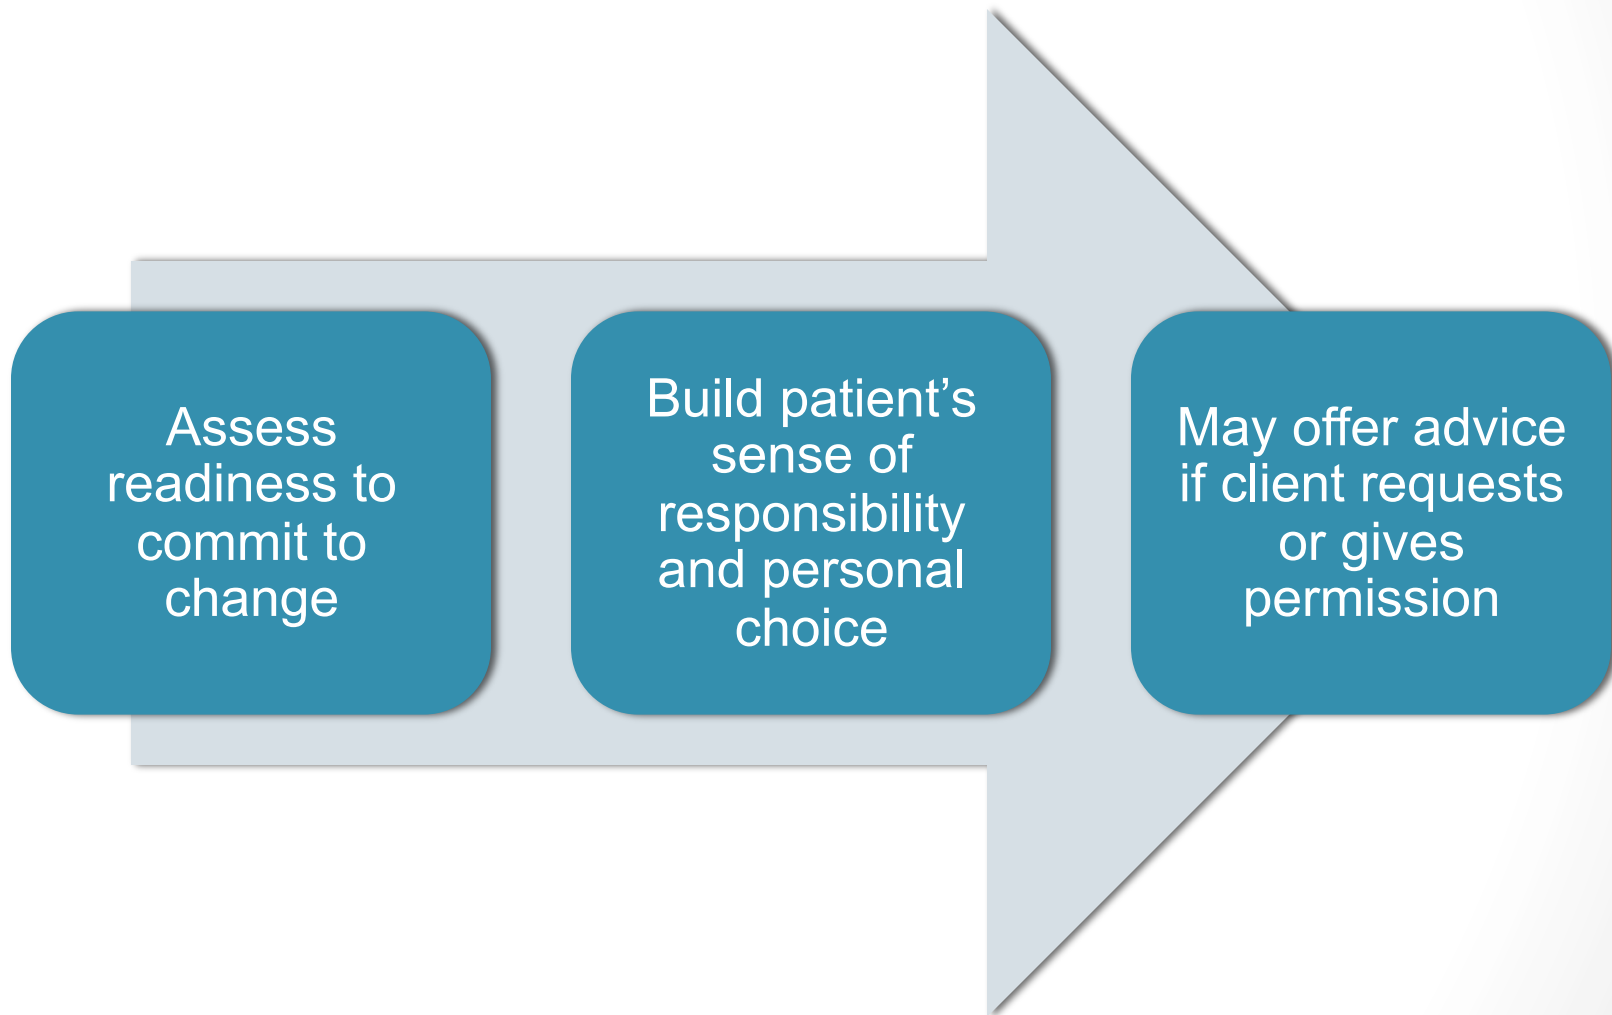 Assess
readiness to
commit to
change
Build patient’s
sense of
responsibility
and personal
choice
May offer advice
if client requests
or gives
permission